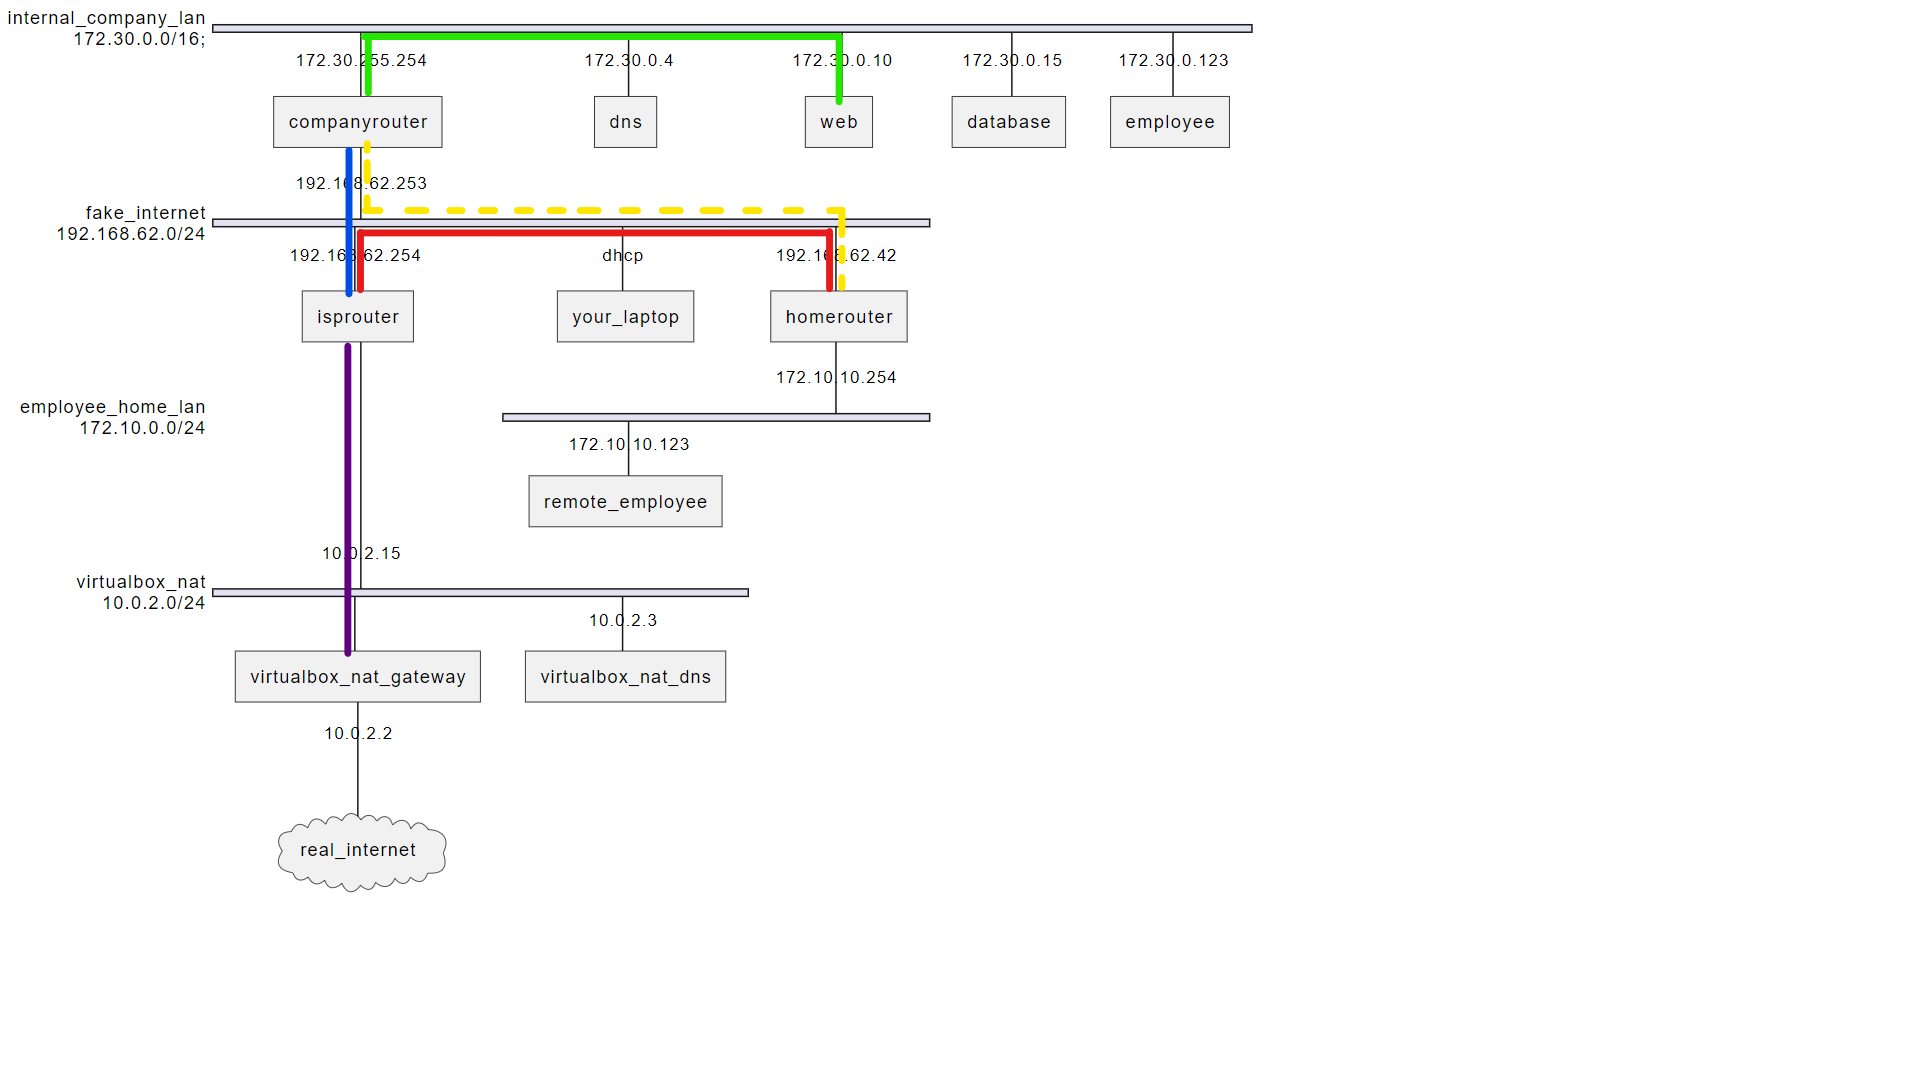 internal_company_lan
172.30.0.0/16;
172.30.255.254
172.30.0.4
172.30.0.10
172.30.0.15
172.30.0.123
companyrouter
dns
web
database
employee
192.168.62.253
fake_internet
192.168.62.0/24
192.168.62.254
dhcp
192.168.62.42
isprouter
your_laptop
homerouter
172.10.10.254
employee_home_lan
172.10.0.0/24
172.10.10.123
remote_employee
10.0.2.15
virtualbox_nat
10.0.2.0/24
10.0.2.3
virtualbox_nat_gateway
virtualbox_nat_dns
10.0.2.2
real_internet